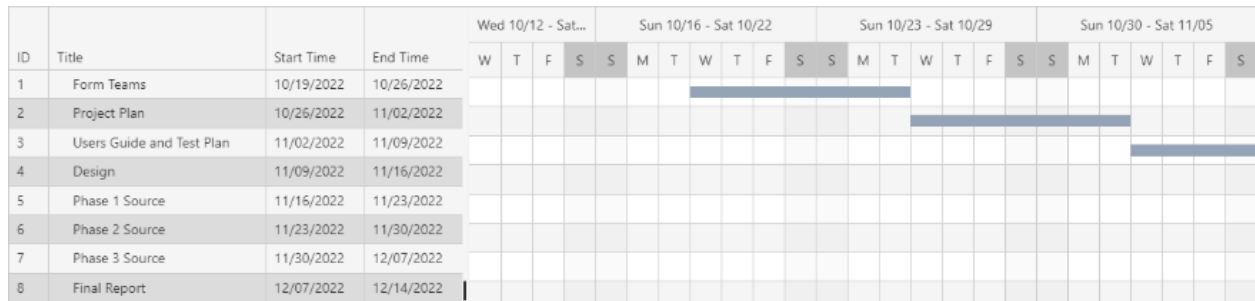 Wed 10/12 - Sat... Sun 10/16 - Sat 10/22 Sun 10/23 - Sat 10/29 Sun 10/30 - Sat 11/05
ID Title Start Time End Time W T F S S M T W T F S S M T W T F S S M T W T F S
1 Form Teams 10/19/2022 10/26/2022
2 Project Plan 10/26/2022 11/02/2022
3 Users Guide and Test Plan 11/02/2022 11/09/2022
4 Design 11/09/2022 11/16/2022
5 Phase 1 Source 11/16/2022 11/23/2022
6 Phase 2 Source 11/23/2022 11/30/2022
7 Phase 3 Source 11/30/2022 12/07/2022
8 Final Report 12/07/2022 12/14/2022